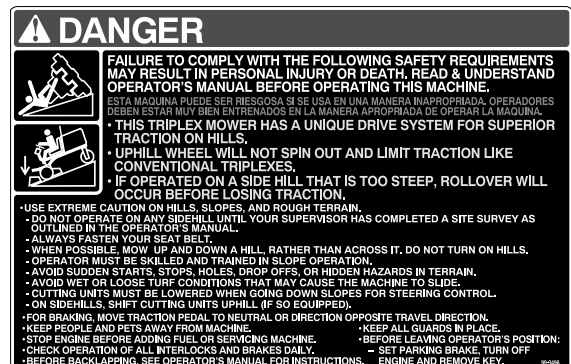 DANGER
FAILURE TO COMPLY WITH THE FOLLOWING SAFETY REQUIREMENTS
MAY RESULT IN PERSONAL INJURY OR DEATH. READ & UNDERSTAND
OPERATOR'S MANUAL BEFORE OPERATING THIS MACHINE.
ESTA MAQUINA PUEDE SER RIESGOSA SI SE USA EN UNA MANERA INAPROPRIADA. OPERADORES
DEBEN ESTAR MUY BIEN ENTRENADOS EN LA MANERA APROPRIADA DE OPERAR LA MAQUINA.
• THIS TRIPLEX MOWER HAS A UNIQUE DRIVE SYSTEM FOR SUPERIOR
TRACTION ON HILLS.
• UPHILL WHEEL WILL NOT SPIN OUT AND LIMIT TRACTION LIKE
CONVENTIONAL TRIPLEXES.
• IF OPERATED ON A SIDE HILL THAT IS TOO STEEP, ROLLOVER WILL
OCCUR BEFORE LOSING TRACTION.
• USE EXTREME CAUTION ON HILLS, SLOPES, AND ROUGH TERRAIN.
- DO NOT OPERATE ON ANY SIDEHILL UNTIL YOUR SUPERVISOR HAS COMPLETED A SITE SURVEY AS
OUTLINED IN THE OPERATOR'S MANUAL.
- ALWAYS FASTEN YOUR SEAT BELT.
- WHEN POSSIBLE, MOW UP AND DOWN A HILL, RATHER THAN ACROSS IT. DO NOT TURN ON HILLS.
- OPERATOR MUST BE SKILLED AND TRAINED IN SLOPE OPERATION.
- AVOID SUDDEN STARTS, STOPS, HOLES, DROP OFFS, OR HIDDEN HAZARDS IN TERRAIN.
- AVOID WET OR LOOSE TURF CONDITIONS THAT MAY CAUSE THE MACHINE TO SLIDE.
- CUTTING UNITS MUST BE LOWERED WHEN GOING DOWN SLOPES FOR STEERING CONTROL.
- ON SIDEHILLS, SHIFT CUTTING UNITS UPHILL (IF SO EQUIPPED).
• FOR BRAKING, MOVE TRACTION PEDAL TO NEUTRAL OR DIRECTION OPPOSITE TRAVEL DIRECTION.
• KEEP PEOPLE AND PETS AWAY FROM MACHINE.
• STOP ENGINE BEFORE ADDING FUEL OR SERVICING MACHINE.
• CHECK OPERATION OF ALL INTERLOCKS AND BRAKES DAILY.
• BEFORE BACKLAPPING, SEE OPERATOR'S MANUAL FOR INSTRUCTIONS.
• KEEP ALL GUARDS IN PLACE.
• BEFORE LEAVING OPERATOR'S POSITION:
- SET PARKING BRAKE, TURN OFF
ENGINE AND REMOVE KEY.